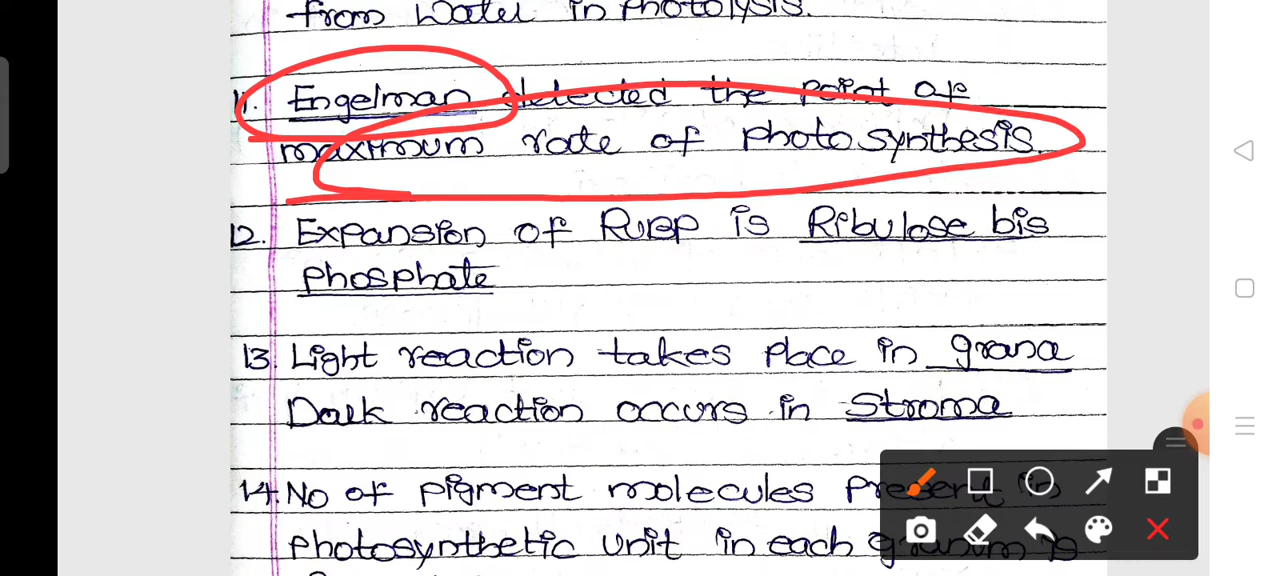 from Water in Photolysis.
11. Engelman detected the point of
maximum rate of photosynthesis.
12. Expansion of RuBP is Ribulose bis
phosphate
13. Light reaction takes place in grana
Dark reaction occurs in Stroma
14. No of pigment molecules present in
photosynthetic unit in each granum is